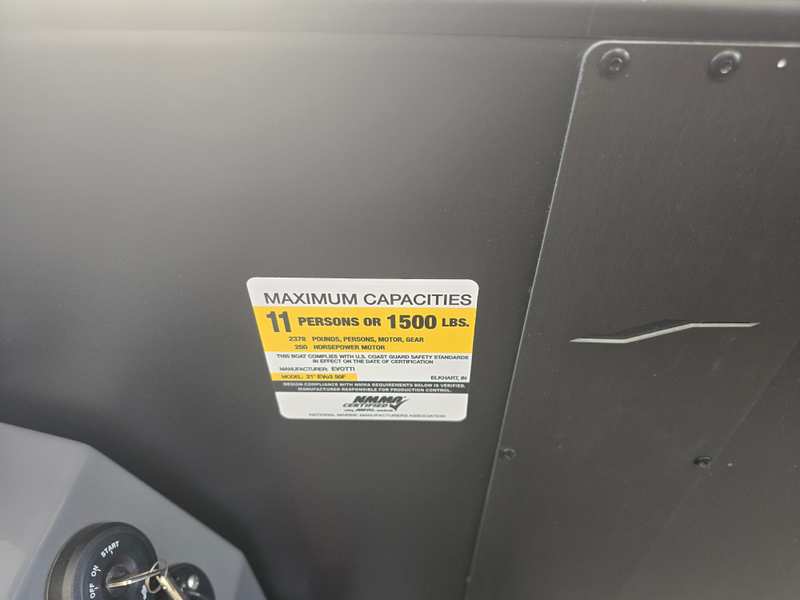 MAXIMUM CAPACITIES
11 PERSONS OR 1500 LBS.
2378 POUNDS, PERSONS, MOTOR, GEAR
250 HORSEPOWER MOTOR
THIS BOAT COMPLIES WITH U.S. COAST GUARD SAFETY STANDARDS
IN EFFECT ON THE DATE OF CERTIFICATION
MANUFACTURER: EVOTTI
ELKHART, IN
DESIGN COMPLIANCE WITH NMMA REQUIREMENTS BELOW IS VERIFIED.
MANUFACTURER RESPONSIBLE FOR PRODUCTION CONTROL.
NMMA
CERTIFIED
NATIONAL MARINE MANUFACTURERS ASSOCIATION
OFF ON START